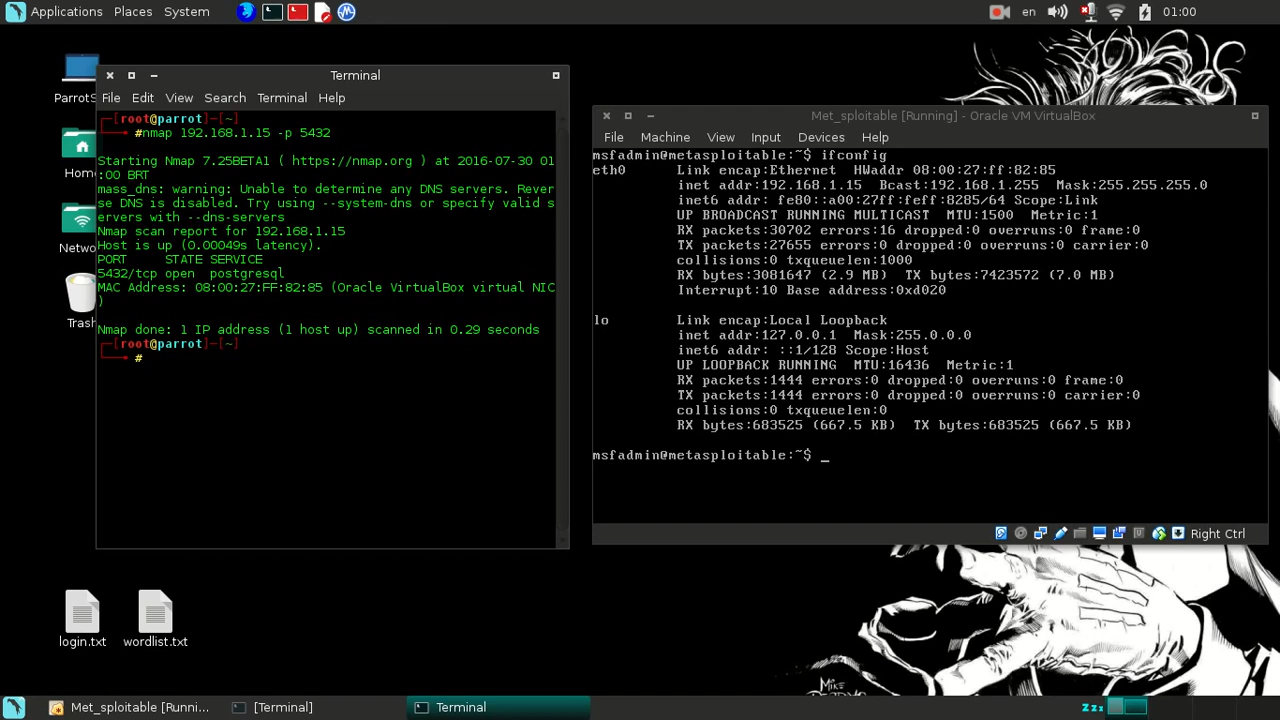 Applications Places System
en 01:00
ParrotS
Home
Netwo
Trash
login.txt
wordlist.txt
Terminal
File Edit View Search Terminal Help
[root@parrot]─[~]
#nmap 192.168.1.15 -p 5432
Starting Nmap 7.25BETA1 ( https://nmap.org ) at 2016-07-30 01
:00 BRT
mass_dns: warning: Unable to determine any DNS servers. Rever
se DNS is disabled. Try using --system-dns or specify valid s
ervers with --dns-servers
Nmap scan report for 192.168.1.15
Host is up (0.00049s latency).
PORT     STATE SERVICE
5432/tcp open  postgresql
MAC Address: 08:00:27:FF:82:85 (Oracle VirtualBox virtual NIC
)
Nmap done: 1 IP address (1 host up) scanned in 0.29 seconds
[root@parrot]─[~]
#
Met_sploitable [Running] - Oracle VM VirtualBox
File Machine View Input Devices Help
msfadmin@metasploitable:~$ ifconfig
eth0 Link encap:Ethernet HWaddr 08:00:27:ff:82:85
inet addr:192.168.1.15 Bcast:192.168.1.255 Mask:255.255.255.0
inet6 addr: fe80::a00:27ff:feff:8285/64 Scope:Link
UP BROADCAST RUNNING MULTICAST MTU:1500 Metric:1
RX packets:30702 errors:16 dropped:0 overruns:0 frame:0
TX packets:27655 errors:0 dropped:0 overruns:0 carrier:0
collisions:0 txqueuelen:1000
RX bytes:3081647 (2.9 MB) TX bytes:7423572 (7.0 MB)
Interrupt:10 Base address:0xd020
lo Link encap:Local Loopback
inet addr:127.0.0.1 Mask:255.0.0.0
inet6 addr: ::1/128 Scope:Host
UP LOOPBACK RUNNING MTU:16436 Metric:1
RX packets:1444 errors:0 dropped:0 overruns:0 frame:0
TX packets:1444 errors:0 dropped:0 overruns:0 carrier:0
collisions:0 txqueuelen:0
RX bytes:683525 (667.5 KB) TX bytes:683525 (667.5 KB)
msfadmin@metasploitable:~$ _
Right Ctrl
MIKE
Met_sploitable [Runni... [Terminal] Terminal zzz